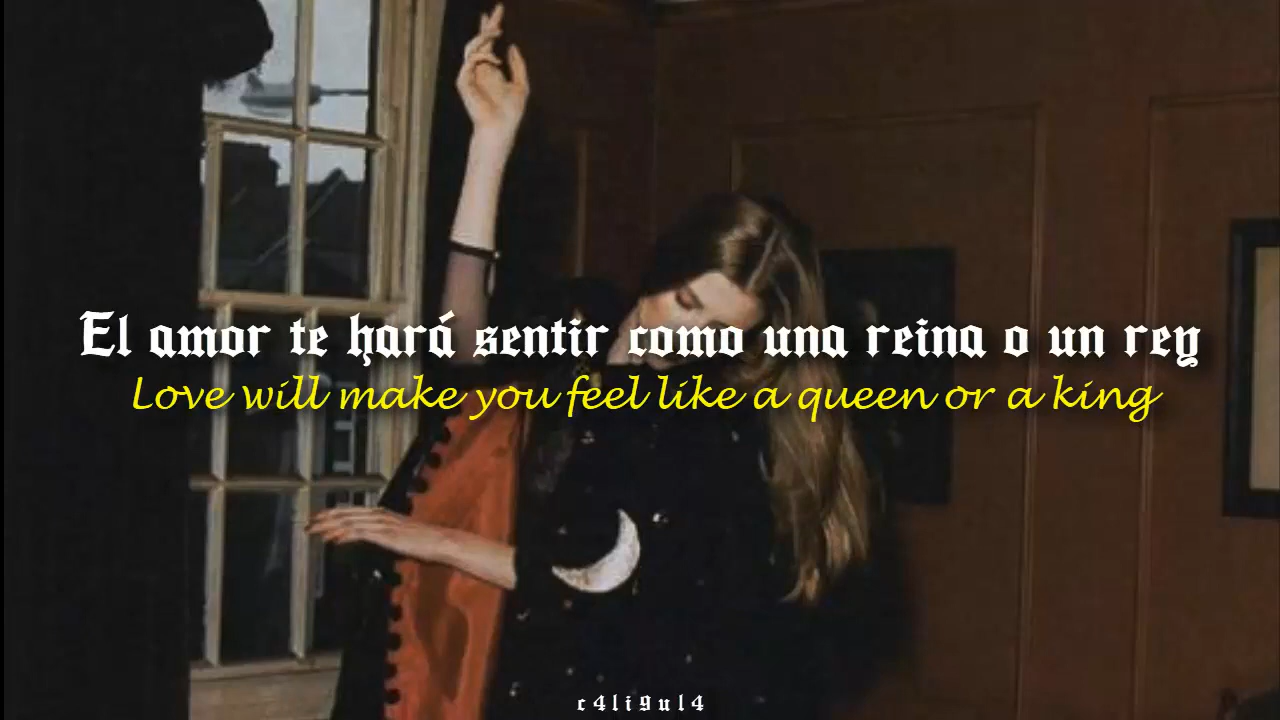 El amor te hará sentir como una reina o un rey
Love will make you feel like a queen or a king
c4li9ul4